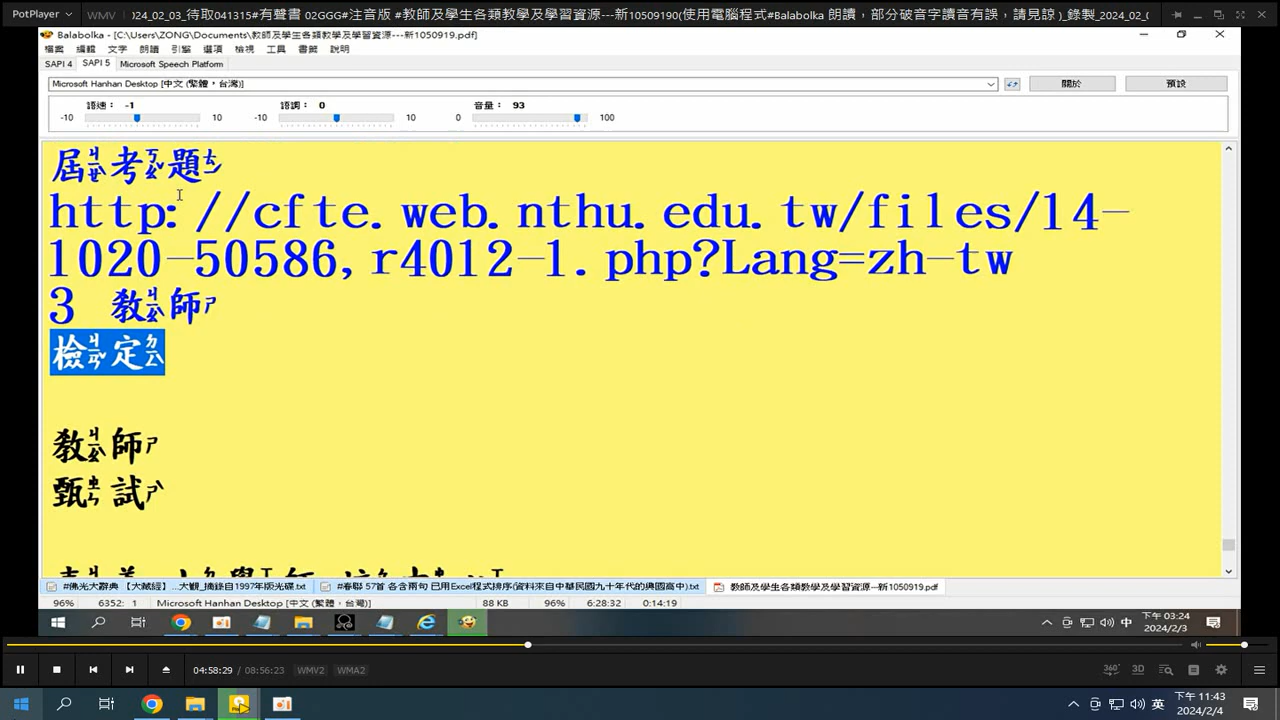 PotPlayer
WMV
024_02_03_待取041315#有聲書 02GGG#注音版 #教師及學生各類教學及學習資源---新10509190(使用電腦程式#Balabolka 朗讀，部分破音字讀音有誤，請見諒 )_錄製_2024_02_0
Balabolka - [C:\Users\ZONG\Documents\教師及學生各類教學及學習資源---新1050919.pdf]
檔案 編輯 文字 朗讀 引擎 選項 檢視 工具 書籤 說明
SAPI 4 SAPI 5 Microsoft Speech Platform
Microsoft Hanhan Desktop [中文 (繁體，台灣)]
關於 預設
語速： -1 語調： 0 音量： 93
-10 10 -10 10 0 100
屆考題
http://cfte.web.nthu.edu.tw/files/14-
1020-50586,r4012-1.php?Lang=zh-tw
3 教師
檢定
教師
甄試
#佛光大辭典 【大藏經】 ...大觀_摘錄自1997年版光碟.txt
#春聯 57首 各含兩句 已用Excel程式排序(資料來自中華民國九十年代的興國高中).txt
教師及學生各類教學及學習資源---新1050919.pdf
96% 6352: 1 Microsoft Hanhan Desktop [中文 (繁體，台灣)] 88 KB 96% 6:28:32 0:14:19
中 下午 03:24
2024/2/3
04:58:29 / 08:56:23 WMV2 WMA2
360° 3D
英 下午 11:43
2024/2/4